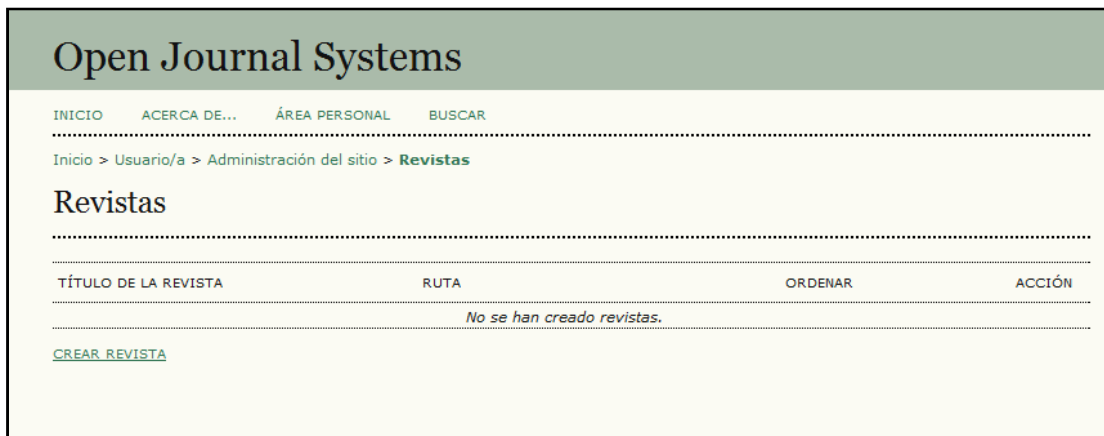 Open Journal Systems
INICIO ACERCA DE... ÁREA PERSONAL BUSCAR
Inicio > Usuario/a > Administración del sitio > Revistas
Revistas
TÍTULO DE LA REVISTA RUTA ORDENAR ACCIÓN
No se han creado revistas.
CREAR REVISTA